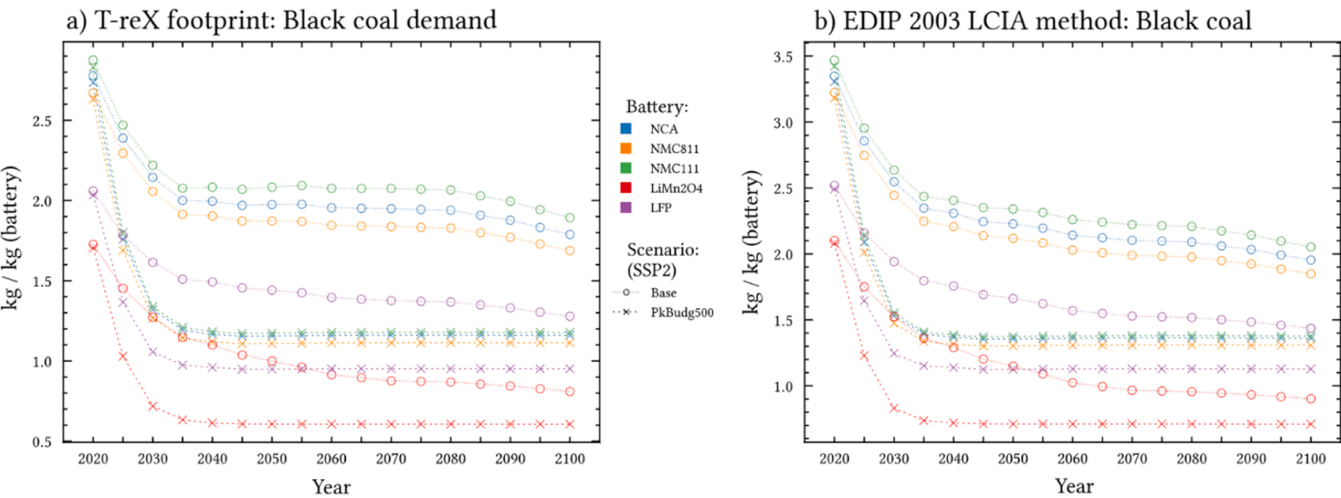 a) T-reX footprint: Black coal demand
kg / kg (battery)
2.5
2.0
1.5
1.0
0.5
2020 2030 2040 2050 2060 2070 2080 2090 2100
Year
Battery:
NCA
NMC811
NMC111
LiMn2O4
LFP
Scenario:
(SSP2)
Base
PkBudg500
b) EDIP 2003 LCIA method: Black coal
kg / kg (battery)
3.5
3.0
2.5
2.0
1.5
1.0
2020 2030 2040 2050 2060 2070 2080 2090 2100
Year